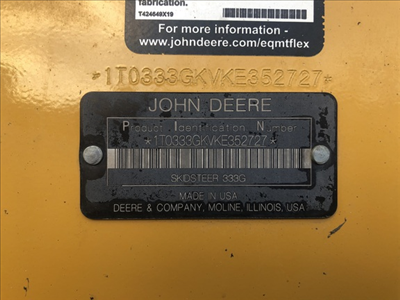 fabrication.
T424649X19
For more information -
www.johndeere.com/eqmtflex
*1T0333GKVKE352727*
JOHN DEERE
Product Identification Number
*1T0333GKVKE352727*
SKIDSTEER 333G
MADE IN USA
DEERE & COMPANY, MOLINE, ILLINOIS, USA